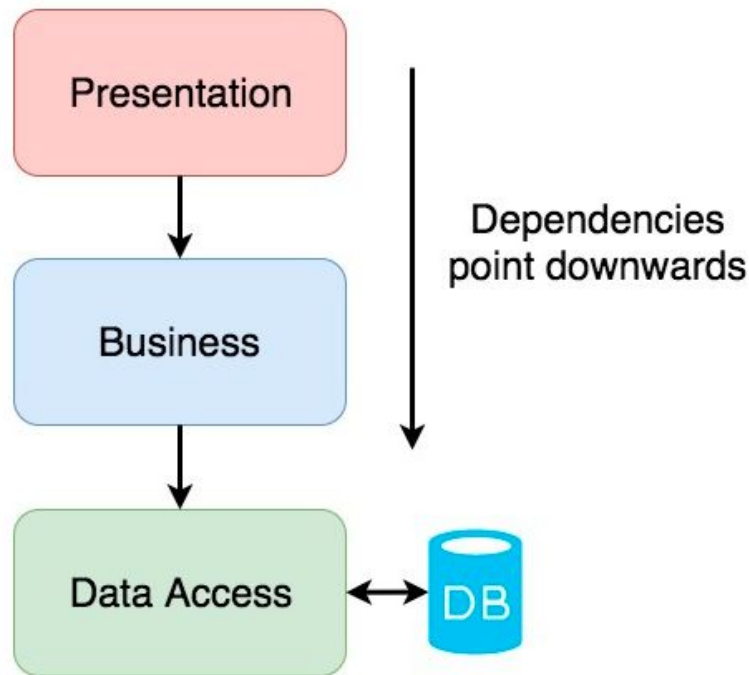 Presentation
Dependencies
point downwards
Business
Data Access
DB